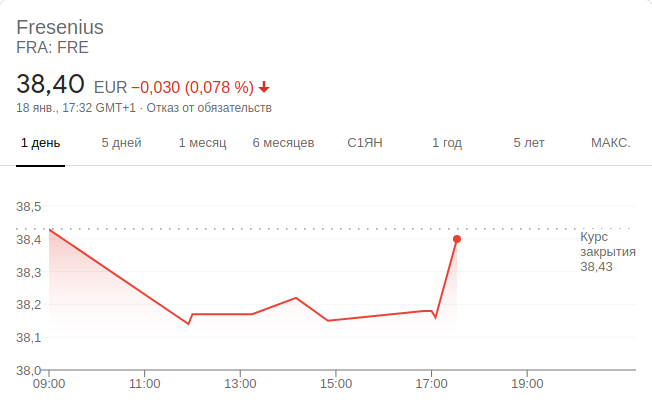 Fresenius
FRA: FRE
38,40 EUR −0,030 (0,078 %)
18 янв., 17:32 GMT+1 · Отказ от обязательств
1 день 5 дней 1 месяц 6 месяцев С1ЯН 1 год 5 лет МАКС.
38,5
38,4
38,3
38,2
38,1
38,0
Курс
закрытия
38,43
09:00 11:00 13:00 15:00 17:00 19:00